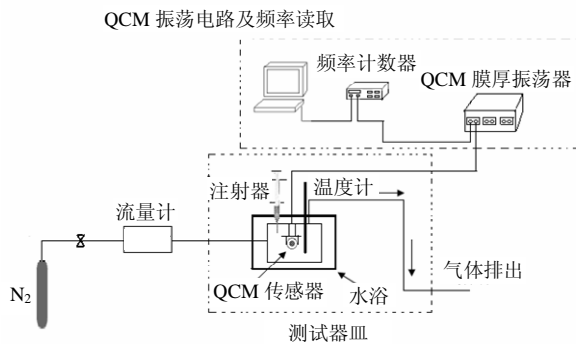 QCM 振荡电路及频率读取
频率计数器
QCM 膜厚振荡器
注射器
温度计
流量计
N2
QCM 传感器
水浴
气体排出
测试器皿